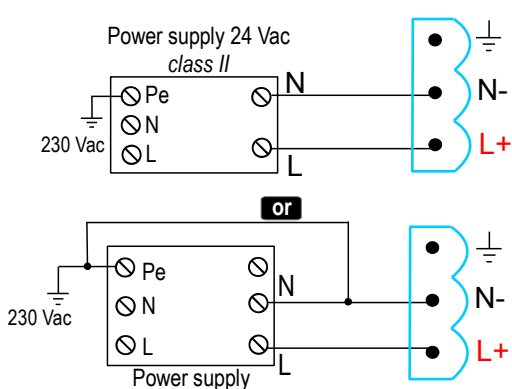 Power supply 24 Vac
class II
Pe
N
L
230 Vac
N
L
N-
L+
or
Pe
N
L
230 Vac
Power supply
N
L
N-
L+